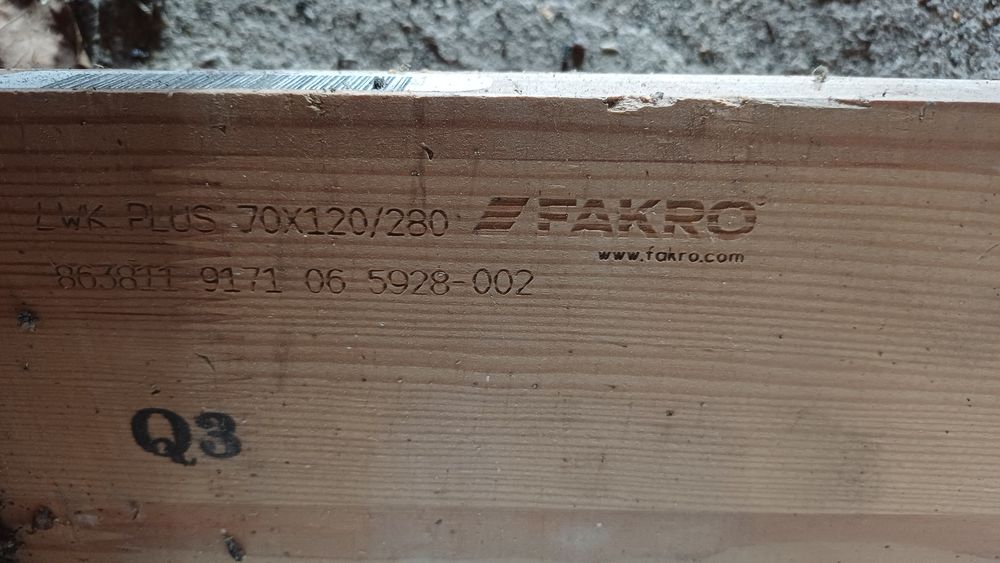 LWK PLUS 70X120/280 FAKRO
www.fakro.com
863811 9171 06 5928-002
Q3